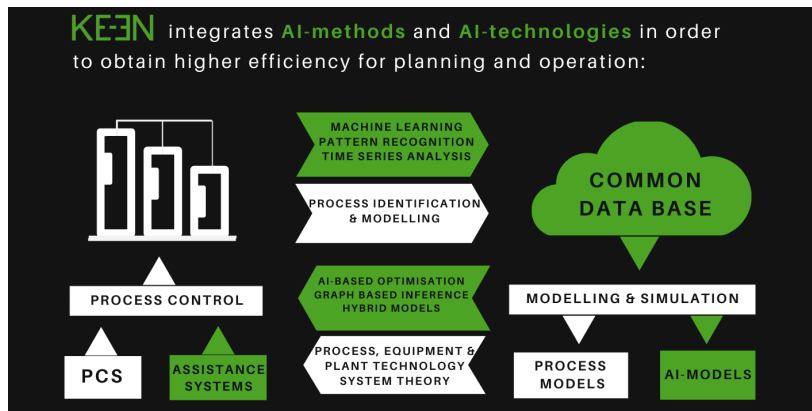 KEEN integrates AI-methods and AI-technologies in order
to obtain higher efficiency for planning and operation:
MACHINE LEARNING
PATTERN RECOGNITION
TIME SERIES ANALYSIS
PROCESS IDENTIFICATION
& MODELLING
COMMON
DATA BASE
PROCESS CONTROL
AI-BASED OPTIMISATION
GRAPH BASED INFERENCE
HYBRID MODELS
MODELLING & SIMULATION
PCS
ASSISTANCE
SYSTEMS
PROCESS, EQUIPMENT &
PLANT TECHNOLOGY
SYSTEM THEORY
PROCESS
MODELS
AI-MODELS